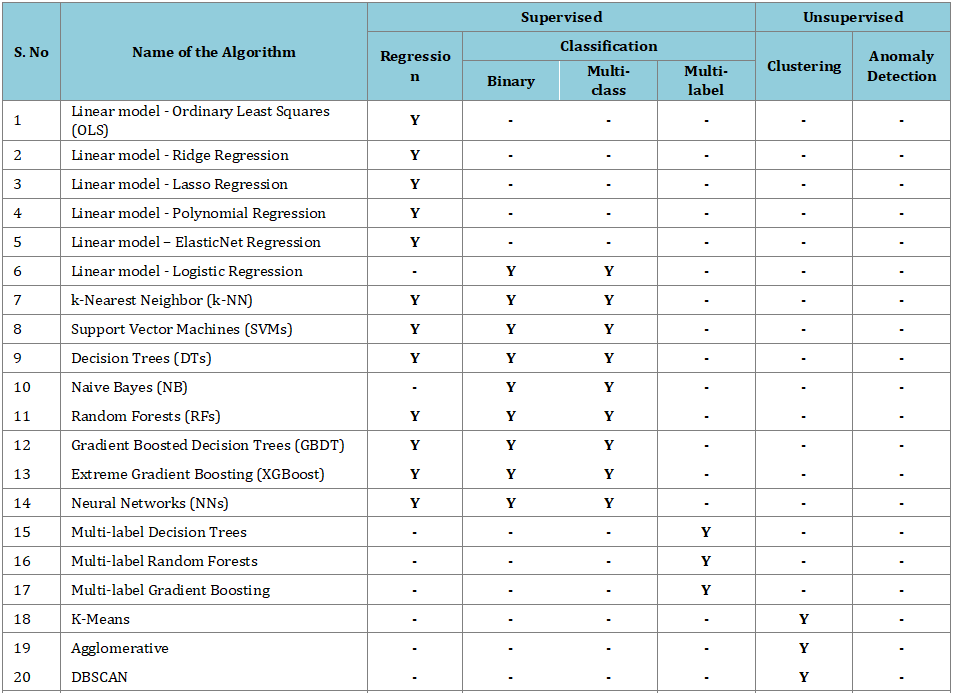 Supervised Unsupervised
S. No Name of the Algorithm Regressio
n Classification Clustering Anomaly
Detection
Binary Multi-
class Multi-
label
1 Linear model - Ordinary Least Squares
(OLS) Y - - - - -
2 Linear model - Ridge Regression Y - - - - -
3 Linear model - Lasso Regression Y - - - - -
4 Linear model - Polynomial Regression Y - - - - -
5 Linear model – ElasticNet Regression Y - - - - -
6 Linear model - Logistic Regression - Y Y - - -
7 k-Nearest Neighbor (k-NN) Y Y Y - - -
8 Support Vector Machines (SVMs) Y Y Y - - -
9 Decision Trees (DTs) Y Y Y - - -
10 Naive Bayes (NB) - Y Y - - -
11 Random Forests (RFs) Y Y Y - - -
12 Gradient Boosted Decision Trees (GBDT) Y Y Y - - -
13 Extreme Gradient Boosting (XGBoost) Y Y Y - - -
14 Neural Networks (NNs) Y Y Y - - -
15 Multi-label Decision Trees - - - Y - -
16 Multi-label Random Forests - - - Y - -
17 Multi-label Gradient Boosting - - - Y - -
18 K-Means - - - - Y -
19 Agglomerative - - - - Y -
20 DBSCAN - - - - Y -